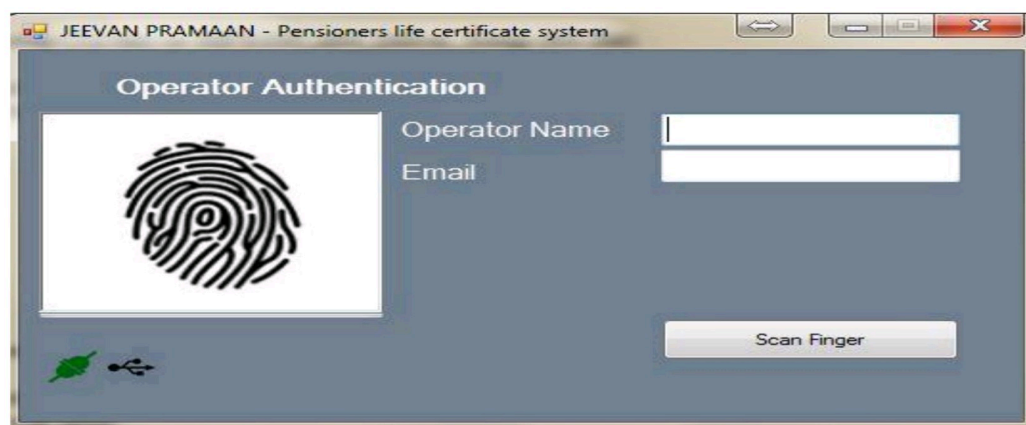 JEEVAN PRAMAAN - Pensioners life certificate system
Operator Authentication
Operator Name
Email
Scan Finger